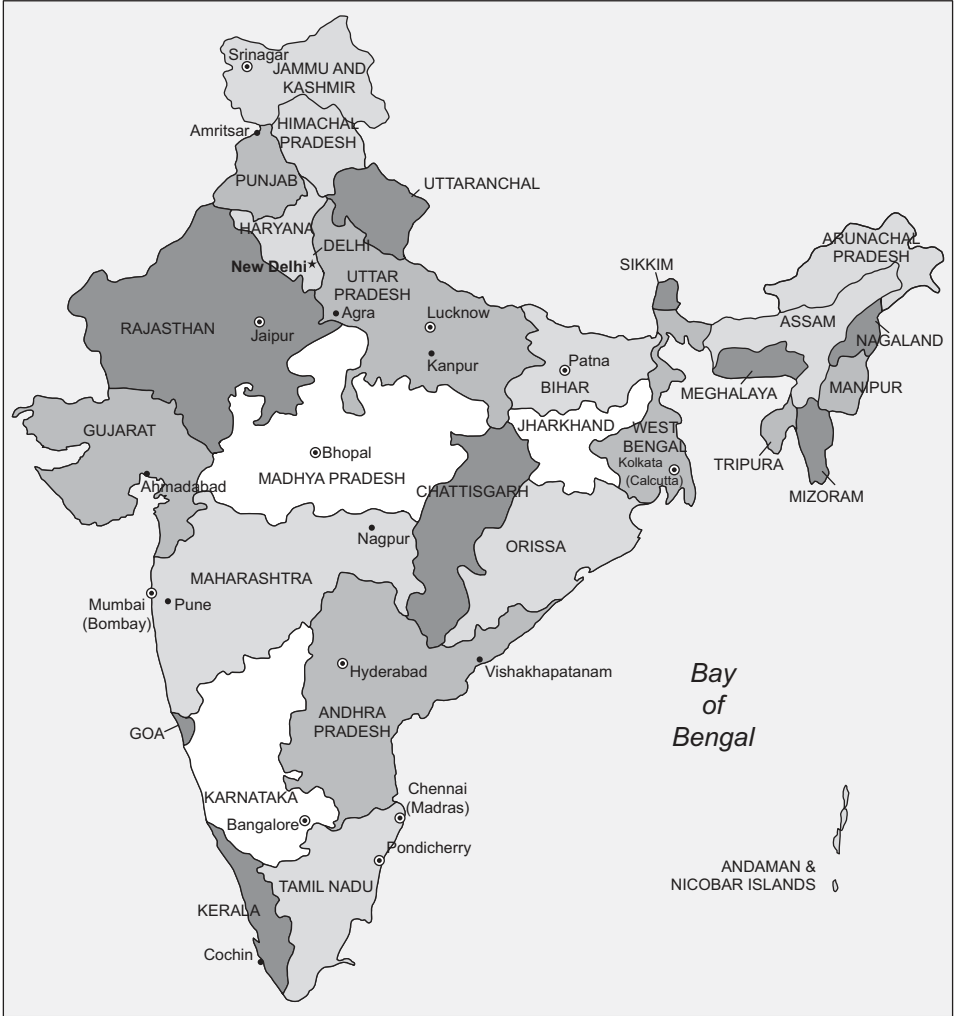 Srinagar
JAMMU AND
KASHMIR
Amritsar
HIMACHAL
PRADESH
PUNJAB
UTTARANCHAL
HARYANA
DELHI
New Delhi
UTTAR
PRADESH
Agra
Lucknow
Kanpur
RAJASTHAN
Jaipur
SIKKIM
ARUNACHAL
PRADESH
ASSAM
NAGALAND
MEGHALAYA
MANIPUR
TRIPURA
MIZORAM
Patna
BIHAR
JHARKHAND
WEST
BENGAL
Kolkata
(Calcutta)
GUJARAT
Ahmadabad
Bhopal
MADHYA PRADESH
CHATTISGARH
ORISSA
Nagpur
MAHARASHTRA
Mumbai
(Bombay)
Pune
Hyderabad
Vishakhapatanam
ANDHRA
PRADESH
GOA
Bay
of
Bengal
KARNATAKA
Bangalore
Chennai
(Madras)
Pondicherry
TAMIL NADU
KERALA
Cochin
ANDAMAN &
NICOBAR ISLANDS